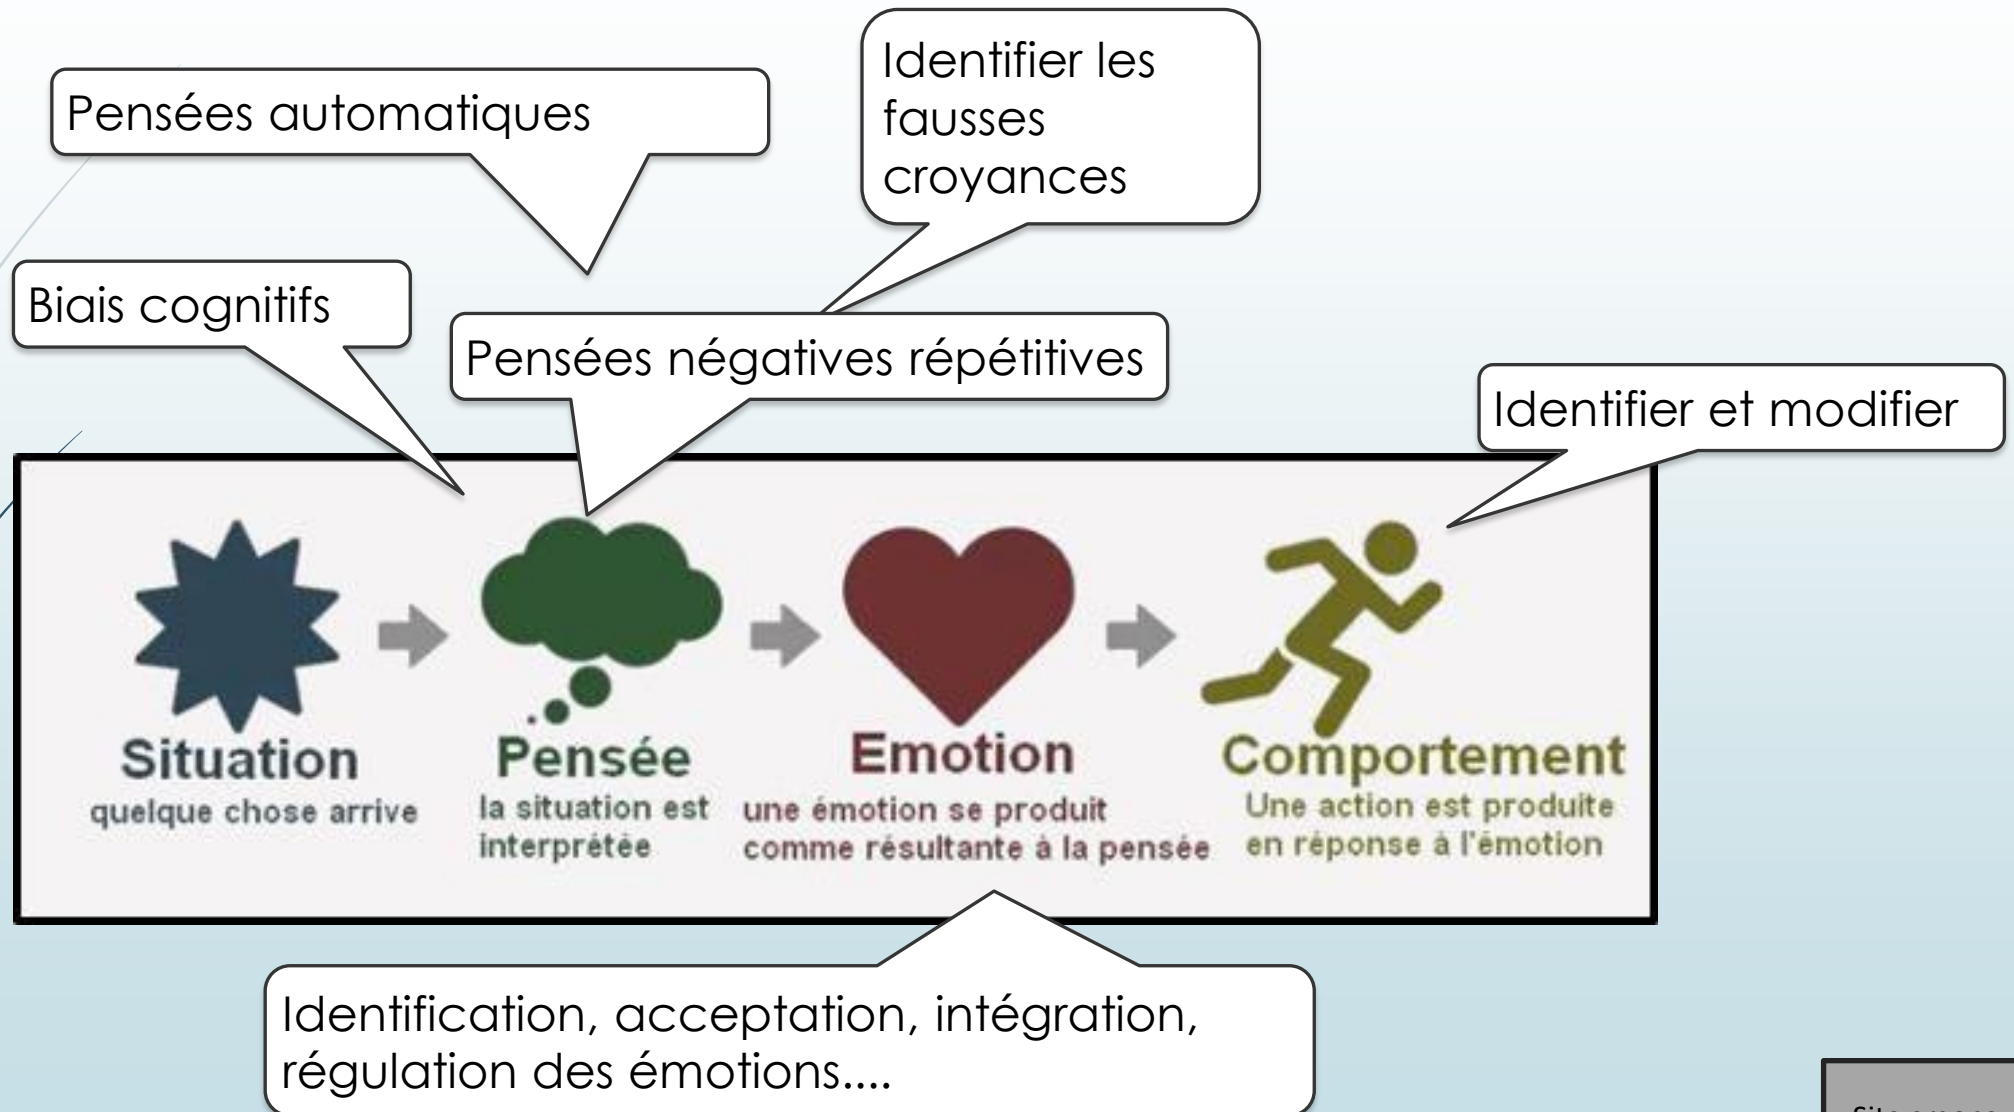 Identifier les
fausses
croyances
Pensées automatiques
Biais cognitifs
Pensées négatives répétitives
Identifier et modifier
Situation
quelque chose arrive
Pensée
la situation est
interprétée
Emotion
une émotion se produit
comme résultante à la pensée
Comportement
Une action est produite
en réponse à l'émotion
Identification, acceptation, intégration,
régulation des émotions....